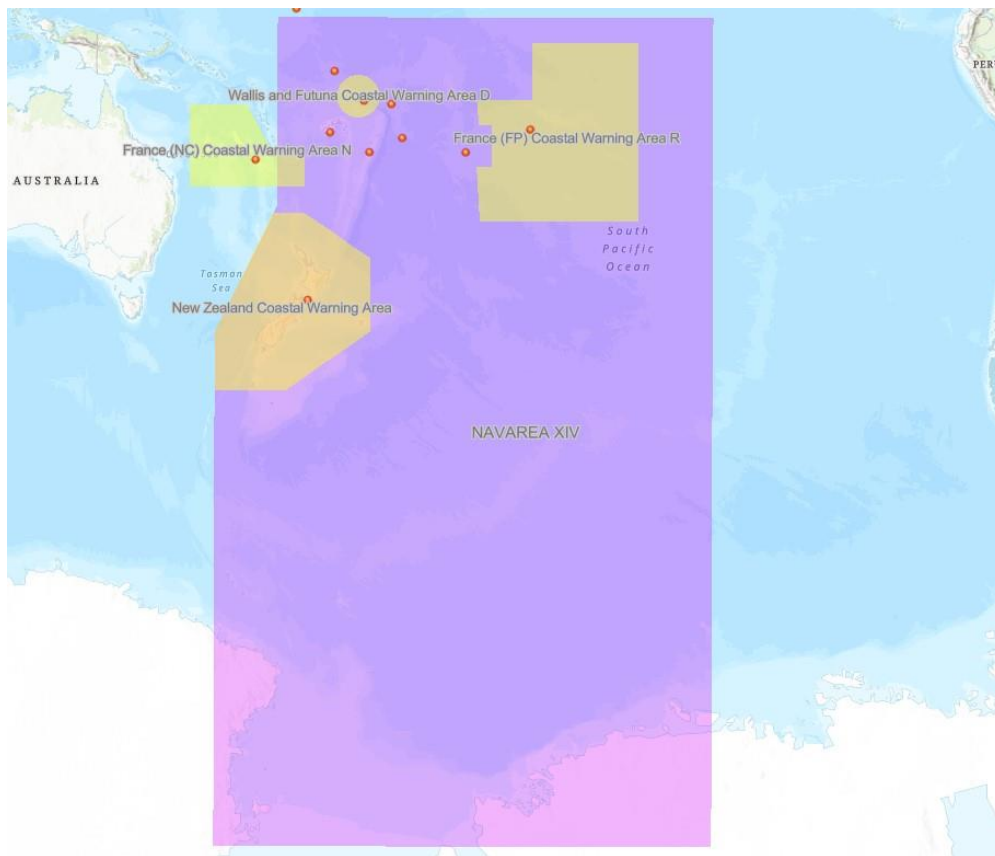 PERU
Wallis and Futuna Coastal Warning Area D
France (FP) Coastal Warning Area R
France (NC) Coastal Warning Area N
AUSTRALIA
South
Pacific
Ocean
Tasman
Sea
New Zealand Coastal Warning Area
NAVAREA XIV